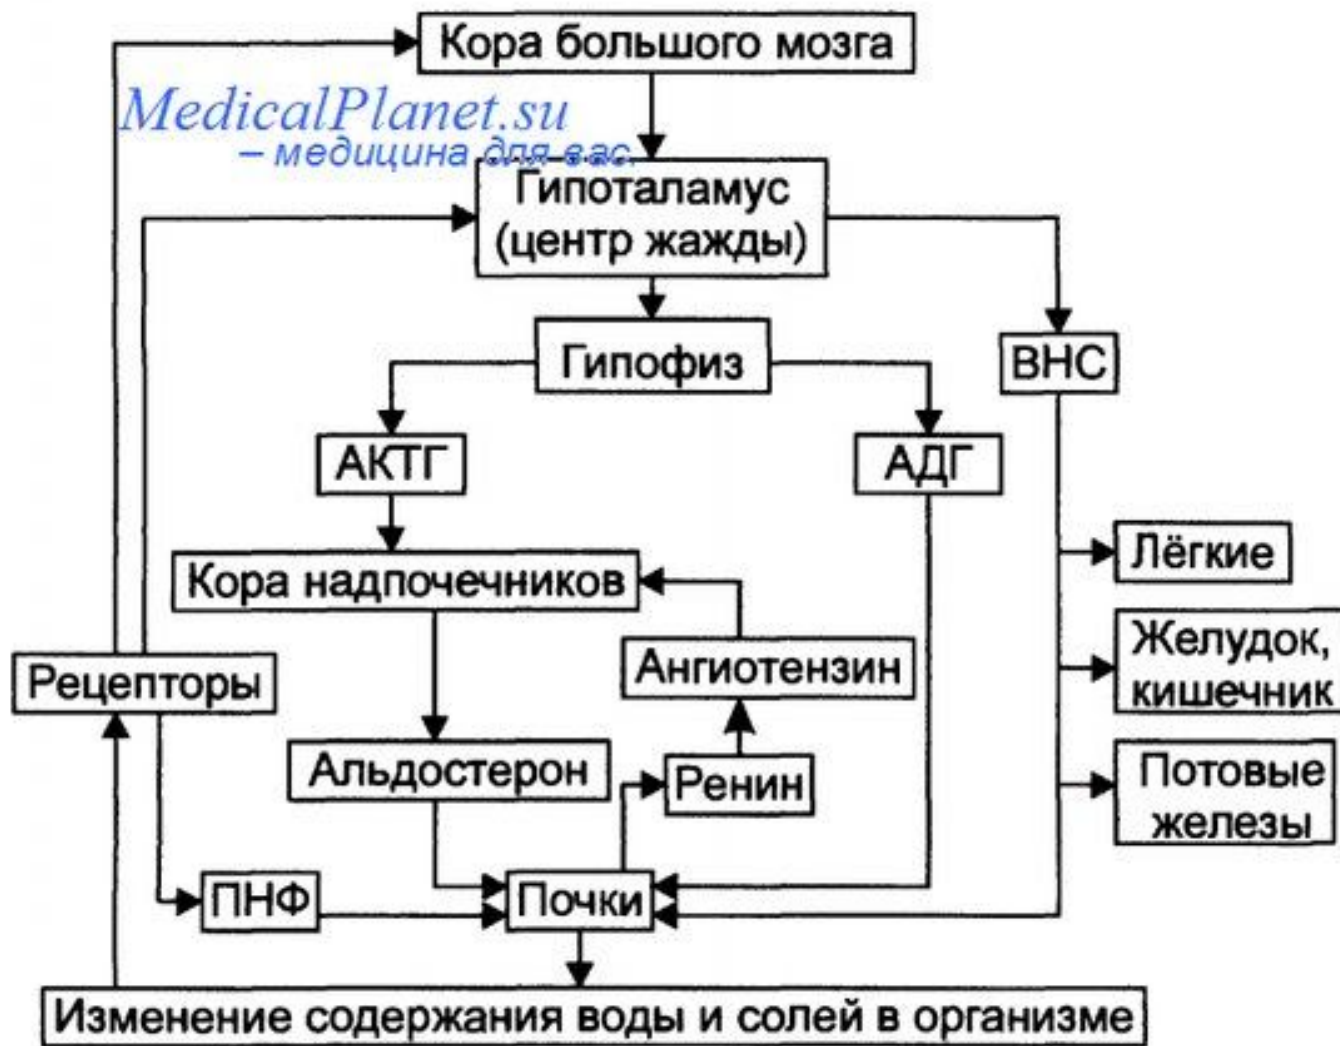 Кора большого мозга
MedicalPlanet.su
– медицина для вас.
Гипоталамус
(центр жажды)
Гипофиз
ВНС
АКТГ
АДГ
Лёгкие
Кора надпочечников
Желудок,
кишечник
Рецепторы
Ангиотензин
Альдостерон
Ренин
Потовые
железы
ПНФ
Почки
Изменение содержания воды и солей в организме